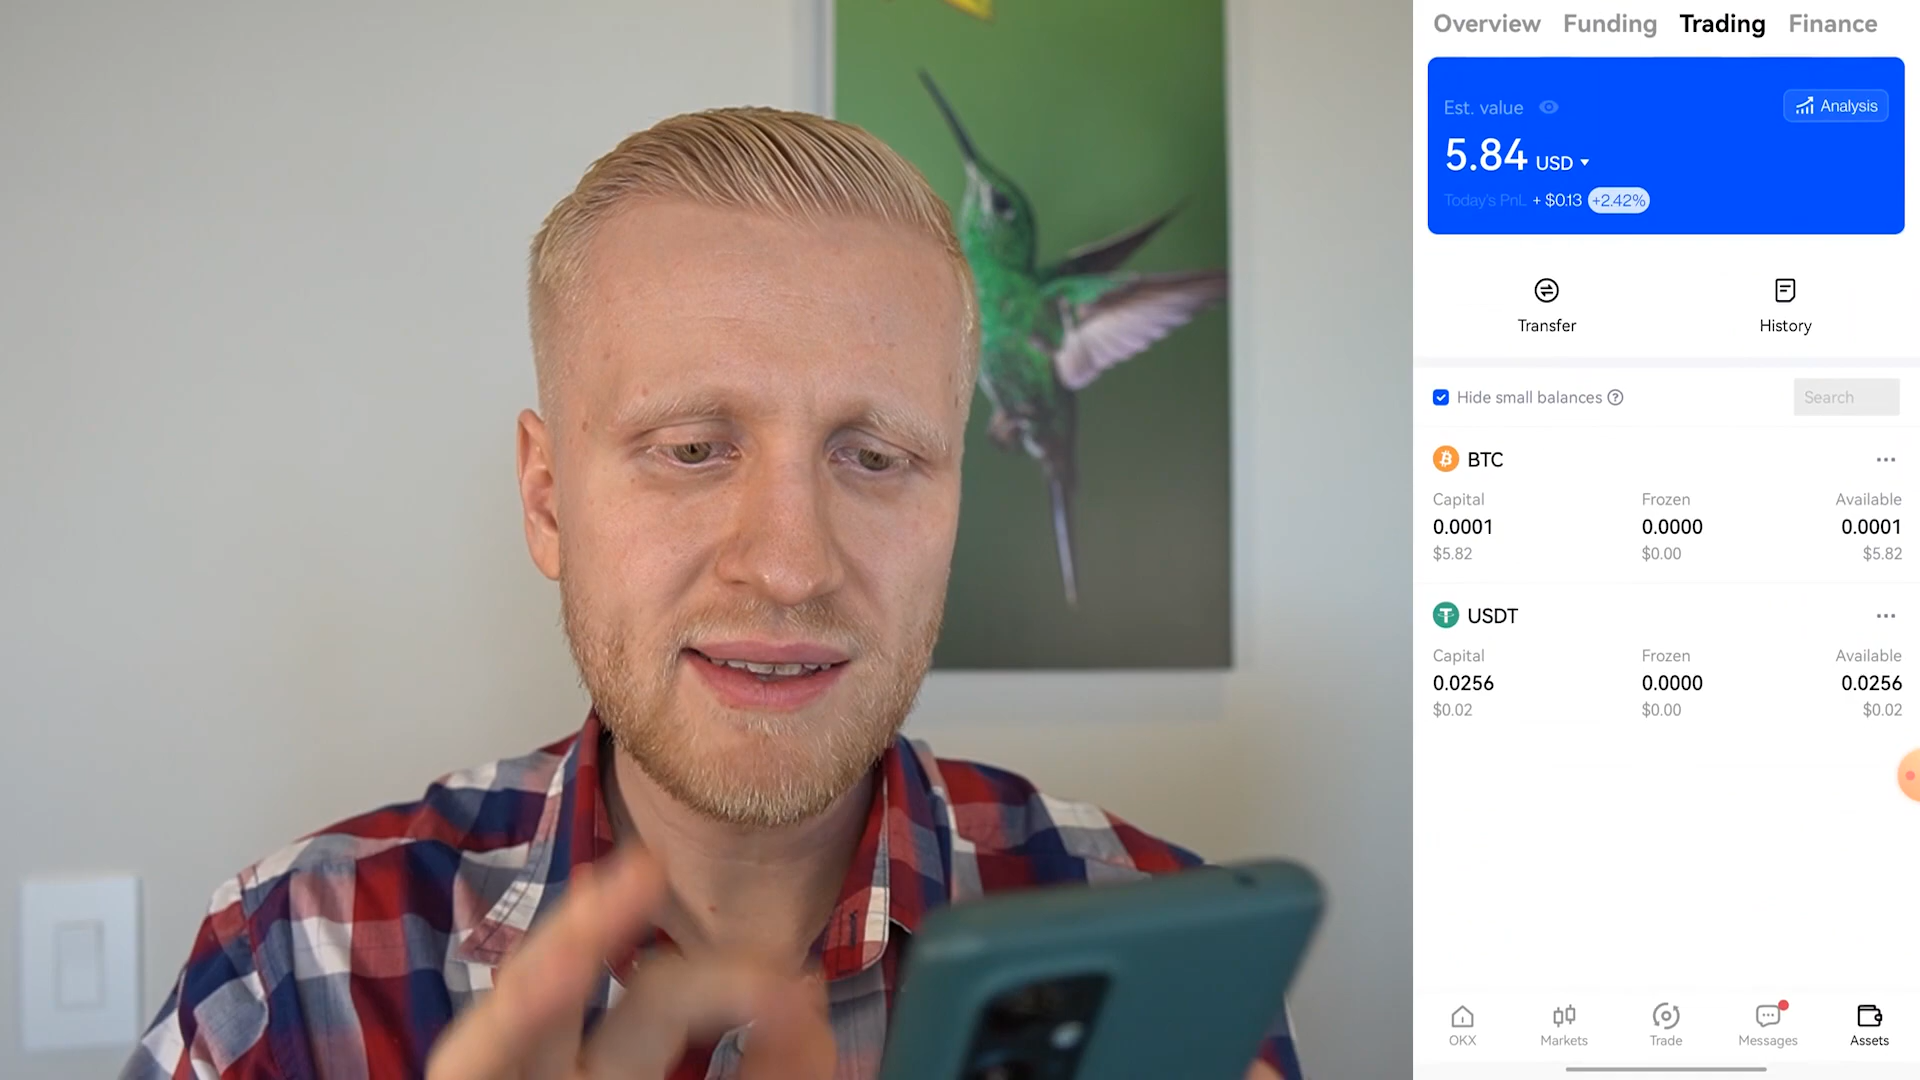 Overview Funding Trading Finance
Est. value
Analysis
5.84 USD
Today's PnL + $0.13 +2.42%
Transfer
History
Hide small balances
Search
BTC
Capital Frozen Available
0.0001 0.0000 0.0001
$5.82 $0.00 $5.82
USDT
Capital Frozen Available
0.0256 0.0000 0.0256
$0.02 $0.00 $0.02
OKX Markets Trade Messages Assets